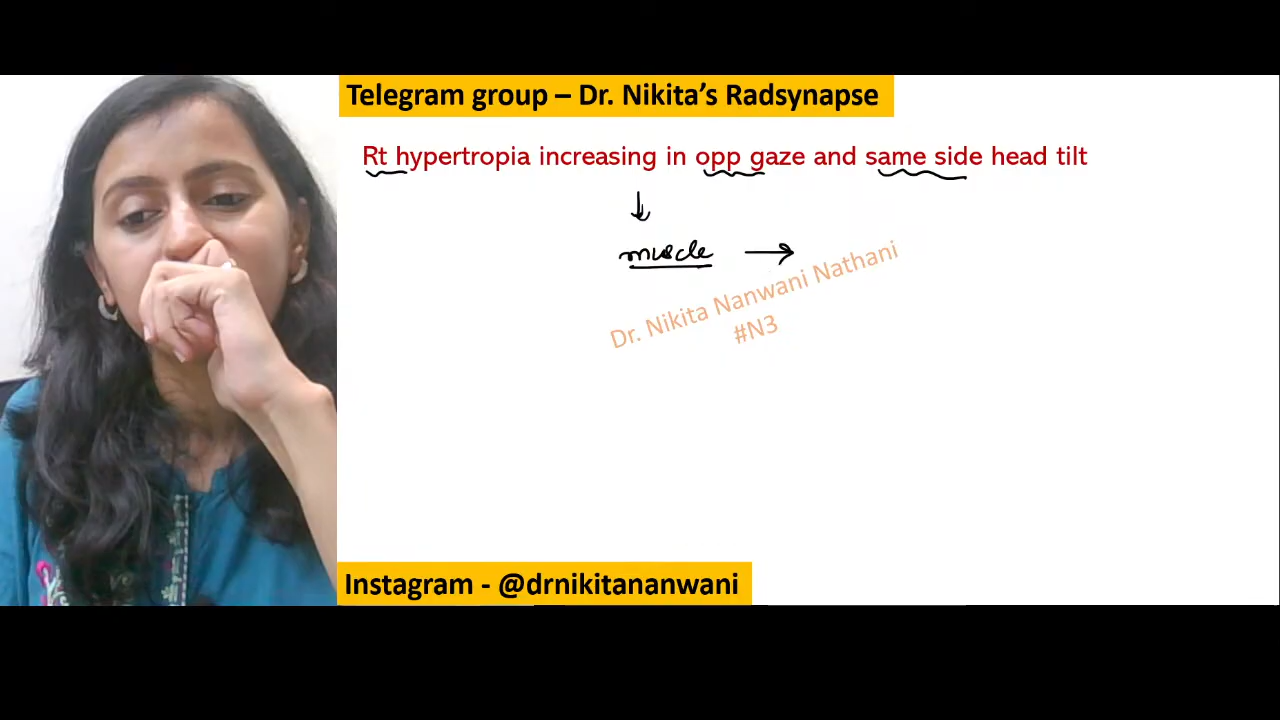 Telegram group – Dr. Nikita's Radsynapse
Rt hypertropia increasing in opp gaze and same side head tilt
↓
muscle →
Dr. Nikita Nanwani Nathani
#N3
Instagram - @drnikitananwani